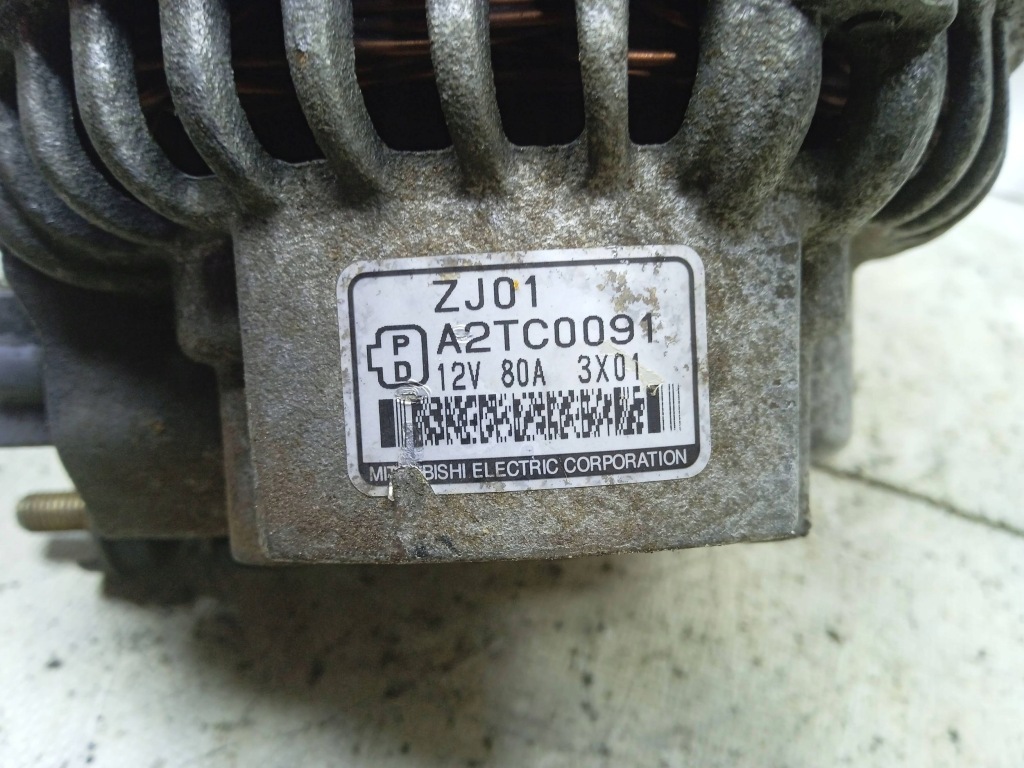 ZJ01
P
D
A2TC0091
12V 80A 3X01
ELECTRIC CORPORATION